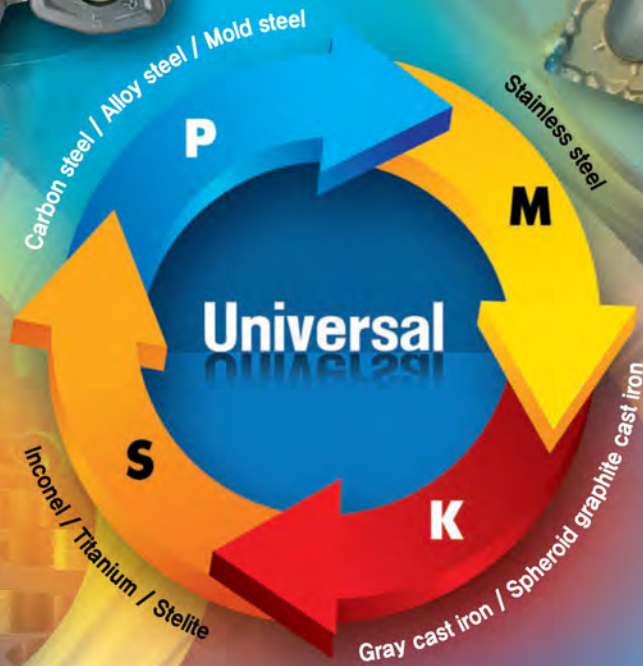 Carbon steel / Alloy steel / Mold steel
P
Stainless steel
M
Universal
S
K
Inconel / Titanium / Stelite
Gray cast iron / Spheroid graphite cast iron